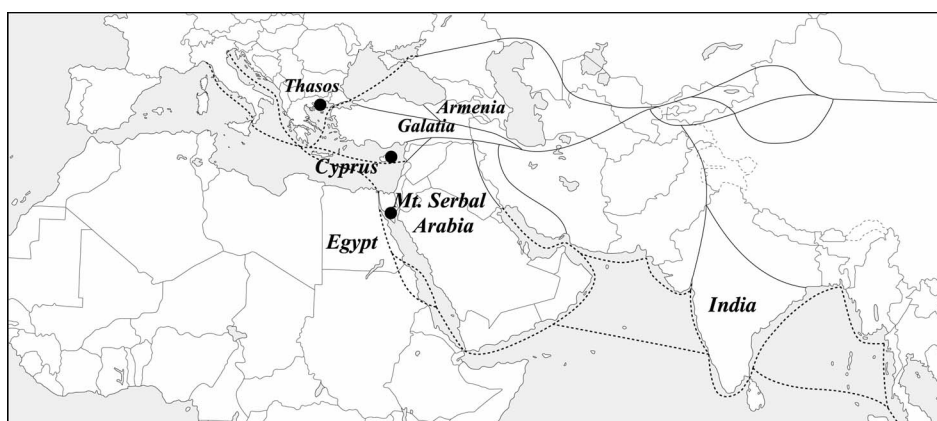 Thasos
Armenia
Galatia
Cyprus
Mt. Serbal
Arabia
Egypt
India